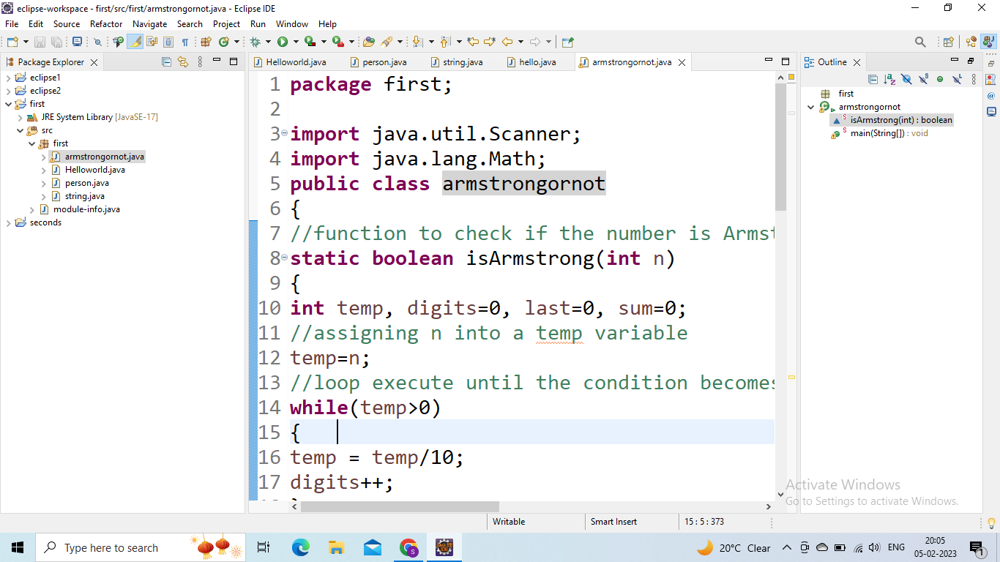 eclipse-workspace - first/src/first/armstrongornot.java - Eclipse IDE
File Edit Source Refactor Navigate Search Project Run Window Help
Package Explorer
eclipse1
eclipse2
first
JRE System Library [JavaSE-17]
src
first
armstrongornot.java
Helloworld.java
person.java
string.java
module-info.java
seconds
Helloworld.java person.java string.java hello.java armstrongornot.java
1 package first;
2
3 import java.util.Scanner;
4 import java.lang.Math;
5 public class armstrongornot
6 {
7 //function to check if the number is Armst
8 static boolean isArmstrong(int n)
9 {
10 int temp, digits=0, last=0, sum=0;
11 //assigning n into a temp variable
12 temp=n;
13 //loop execute until the condition becomes
14 while(temp>0)
15 {
16 temp = temp/10;
17 digits++;
Outline
first
armstrongornot
isArmstrong(int) : boolean
main(String[]) : void
Activate Windows
Go to Settings to activate Windows.
Writable Smart Insert 15 : 5 : 373
Type here to search
20°C Clear
ENG
20:05
05-02-2023
1